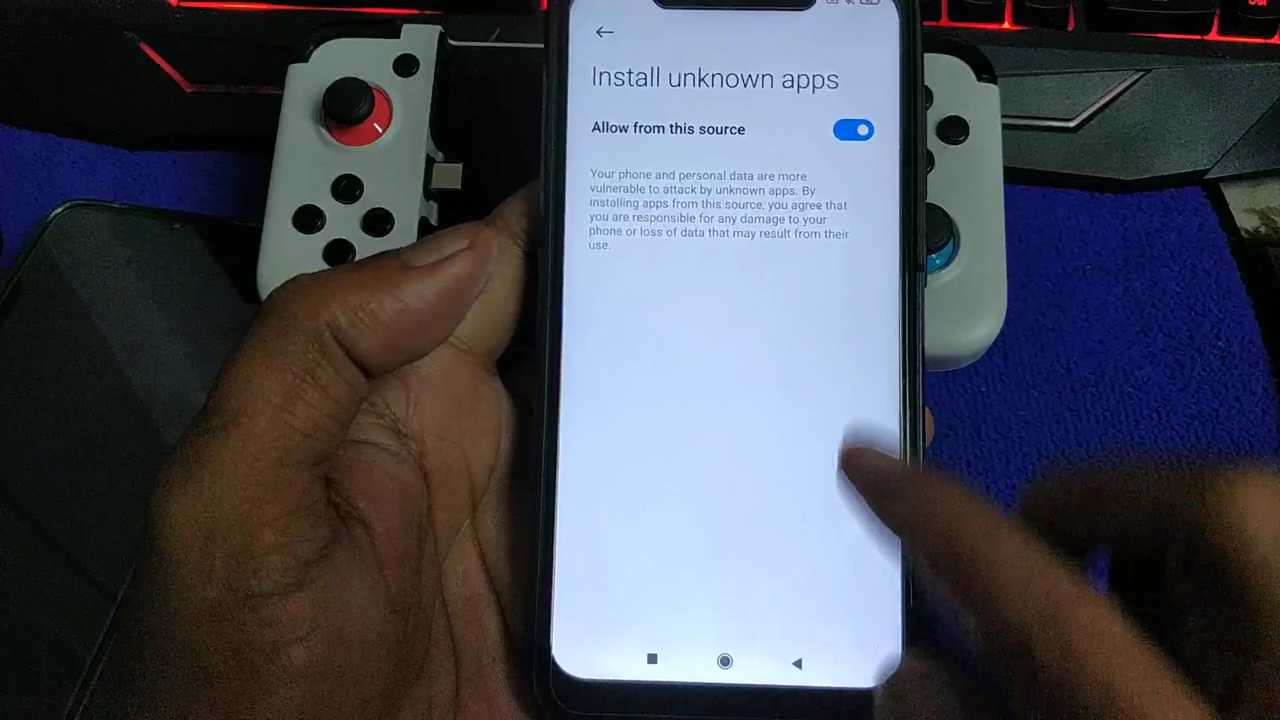 Install unknown apps
Allow from this source
Your phone and personal data are more
vulnerable to attack by unknown apps. By
installing apps from this source, you agree that
you are responsible for any damage to your
phone or loss of data that may result from their
use.